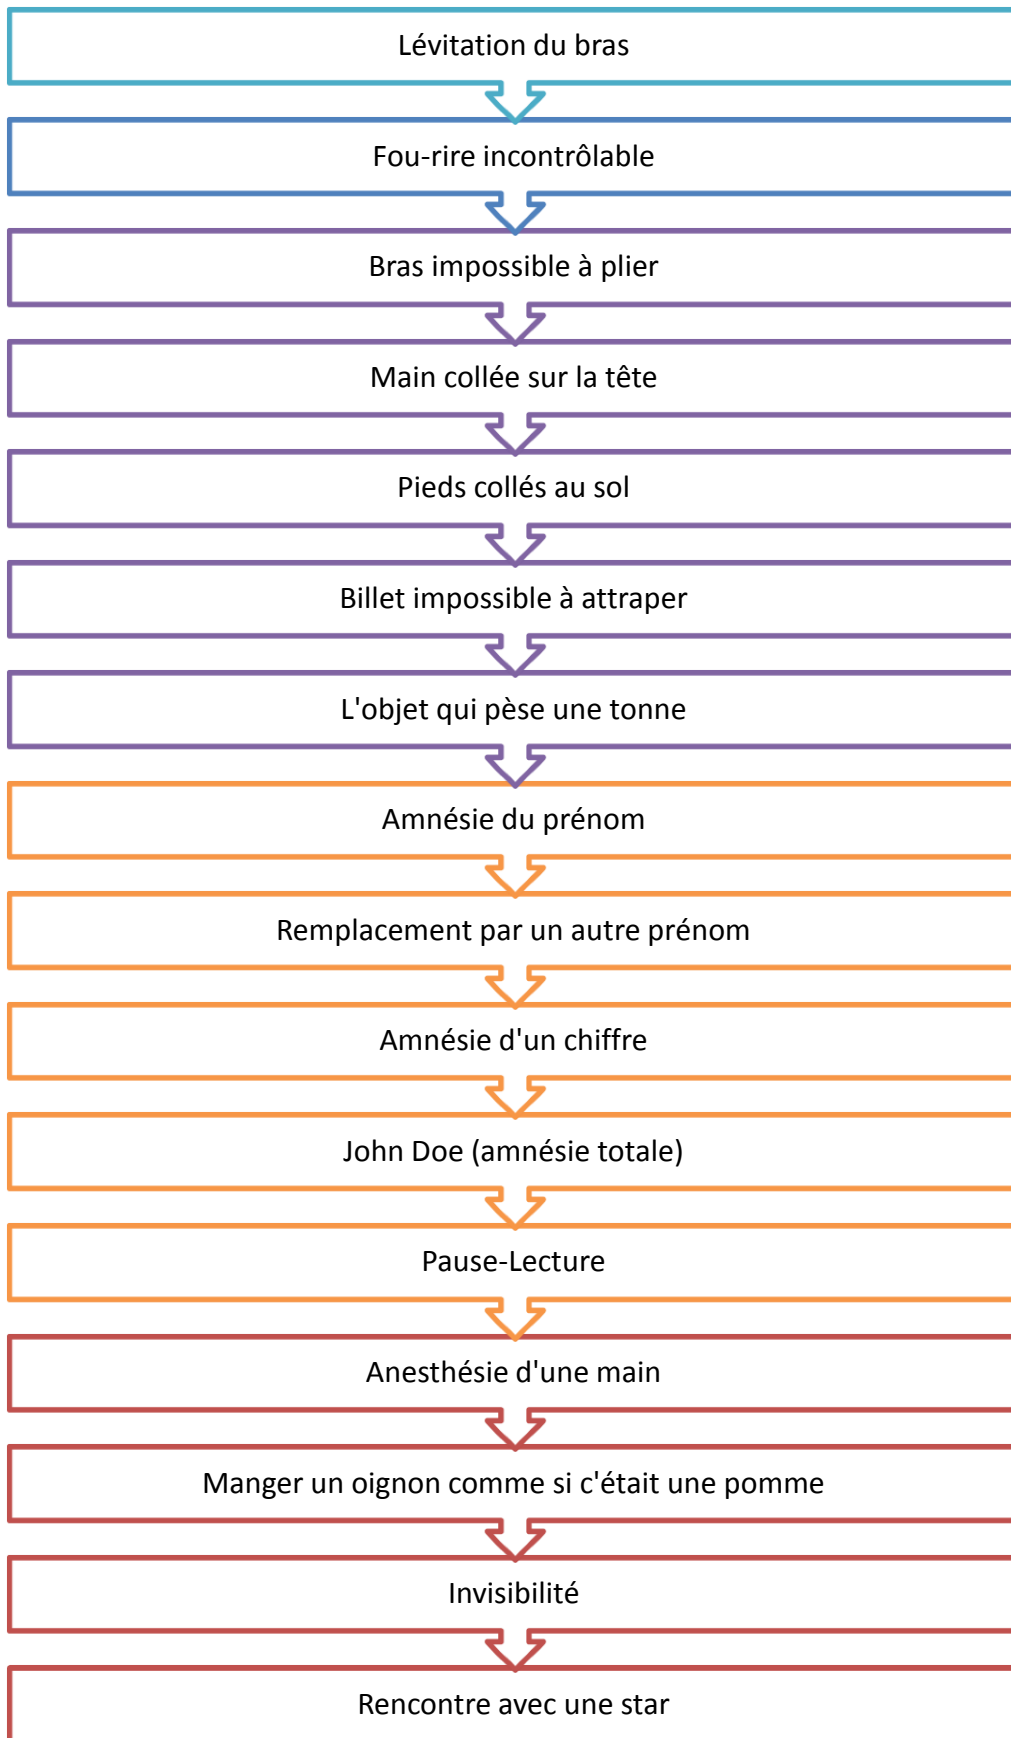 Lévitation du bras
Fou-rire incontrôlable
Bras impossible à plier
Main collée sur la tête
Pieds collés au sol
Billet impossible à attraper
L'objet qui pèse une tonne
Amnésie du prénom
Remplacement par un autre prénom
Amnésie d'un chiffre
John Doe (amnésie totale)
Pause-Lecture
Anesthésie d'une main
Manger un oignon comme si c'était une pomme
Invisibilité
Rencontre avec une star